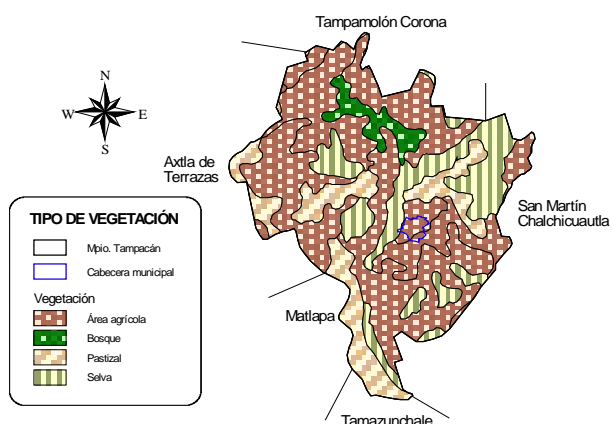 Tampamolón Corona
N
W E
S
Axtla de
Terrazas
San Martín
Chalchicuautla
TIPO DE VEGETACIÓN
Mpio. Tampacán
Cabecera municipal
Vegetación
Área agrícola
Bosque
Pastizal
Selva
Matlapa
Tamazunchale